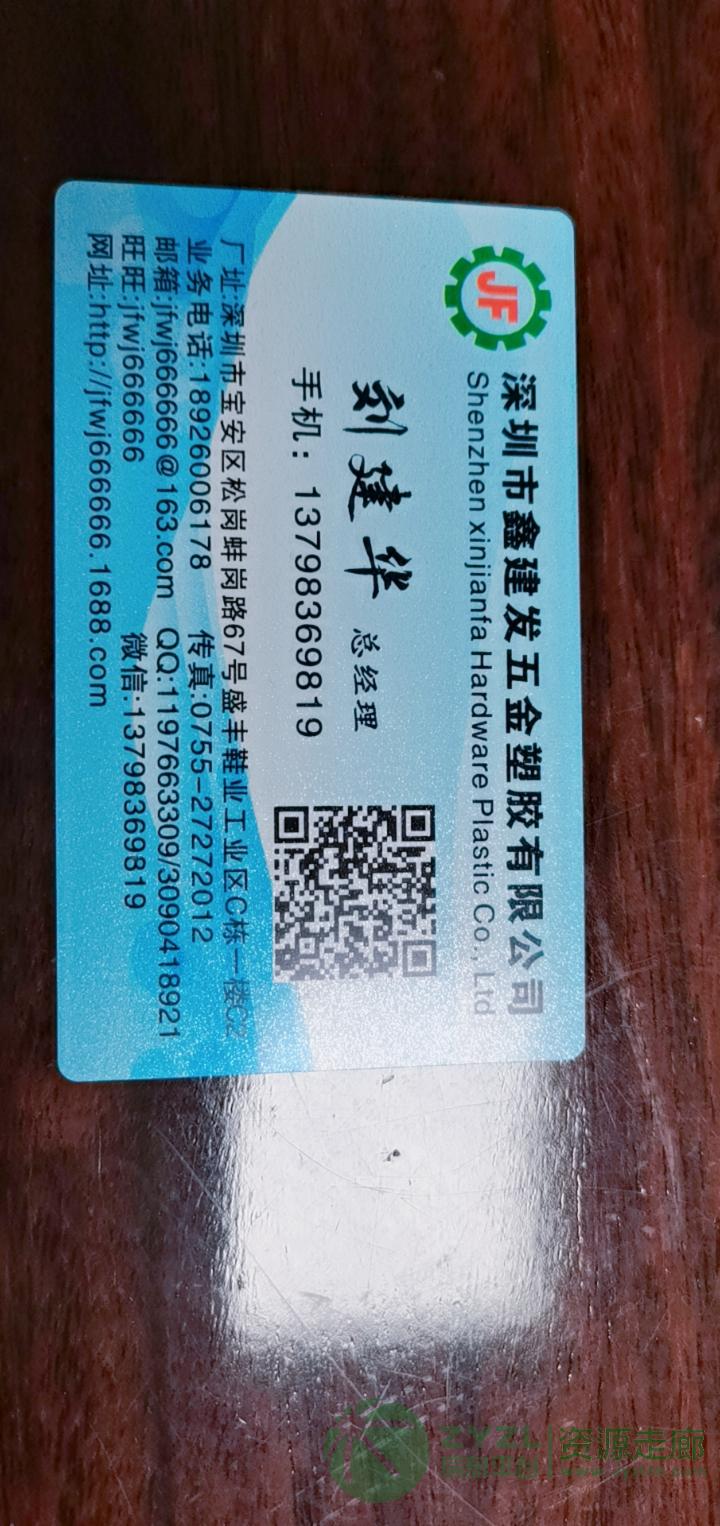 JF
深圳市鑫建发五金塑胶有限公司
Shenzhen xinjianfa Hardware Plastic Co., Ltd
刘建华 总经理
手机：13798369819
厂址:深圳市宝安区松岗蚌岗路67号盛丰鞋业工业区C栋一楼C2
业务电话:18926006178 传真:0755-27272012
邮箱:jfwj666666@163.com QQ:1197663309/3090418921
旺旺:jfwj666666 微信:13798369819
网址:http://jfwj666666.1688.com
ZYZL 资源走廊